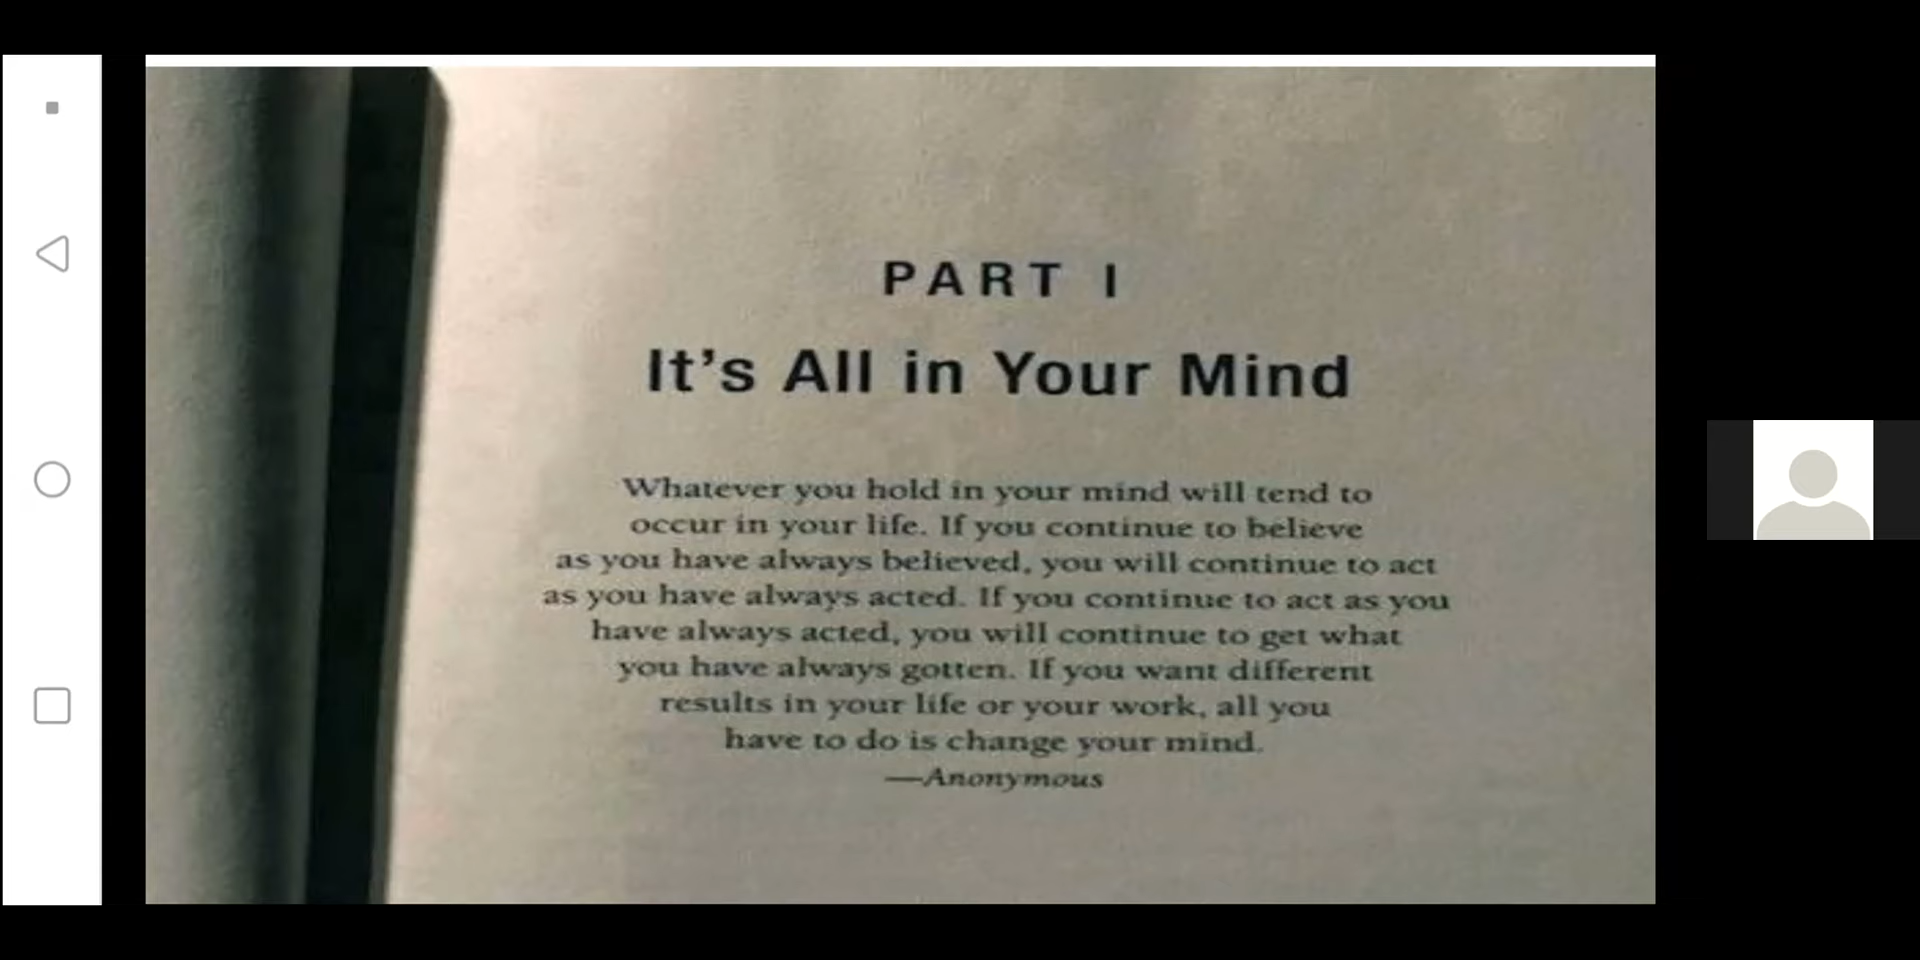 PART I
It's All in Your Mind
Whatever you hold in your mind will tend to
occur in your life. If you continue to believe
as you have always believed, you will continue to act
as you have always acted. If you continue to act as you
have always acted, you will continue to get what
you have always gotten. If you want different
results in your life or your work, all you
have to do is change your mind.
—Anonymous